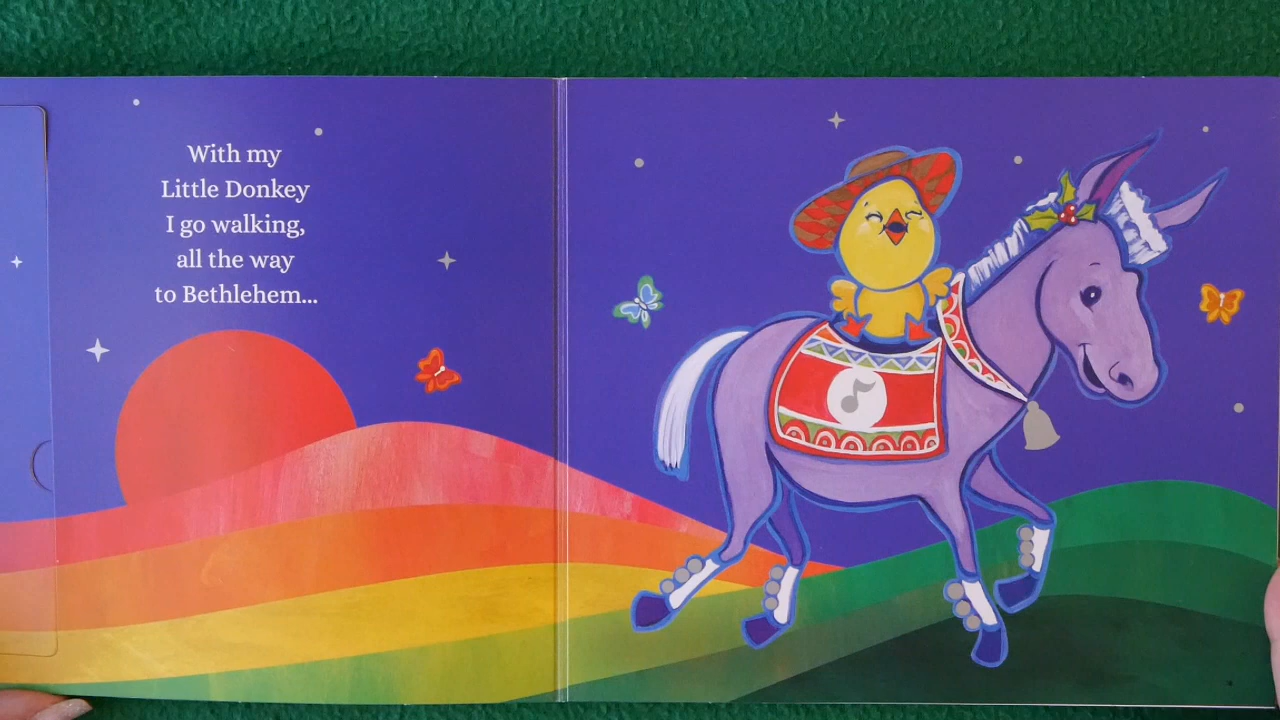 With my
Little Donkey
I go walking,
all the way
to Bethlehem...